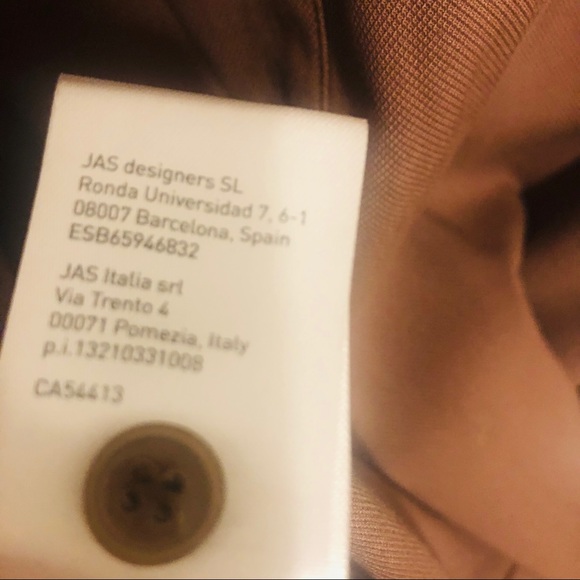 JAS designers SL
Ronda Universidad 7, 6-1
08007 Barcelona, Spain
ESB65946832
JAS Italia srl
Via Trento 4
00071 Pomezia, Italy
p.i.13210331008
CA54413